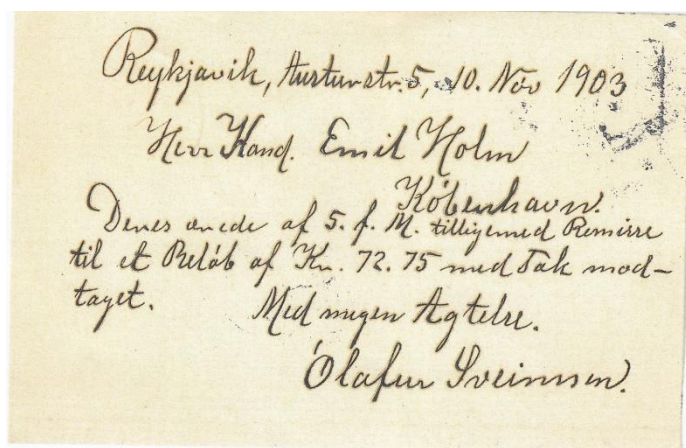 Reykjavik, Austurstr. 5, 10. Nov 1903
Herr Kand. Emil Holm
København.
Deres ærede af 5. f. M. tilligemed Remisse
til et Beløb af Kr. 72.75 med Tak mod-
taget.
Med megen Agtelse.
Ólafur Sveinsson.